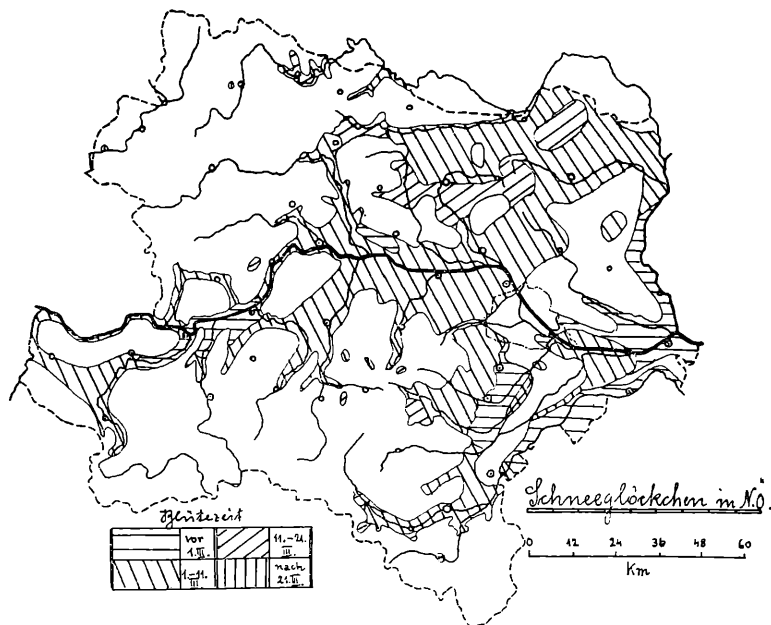 Schneeglöckchen in N.Ö.
0 12 24 36 48 60
Km
Blütezeit
vor 1.III.
11.-21. III.
1.-11. III
nach 21.III.